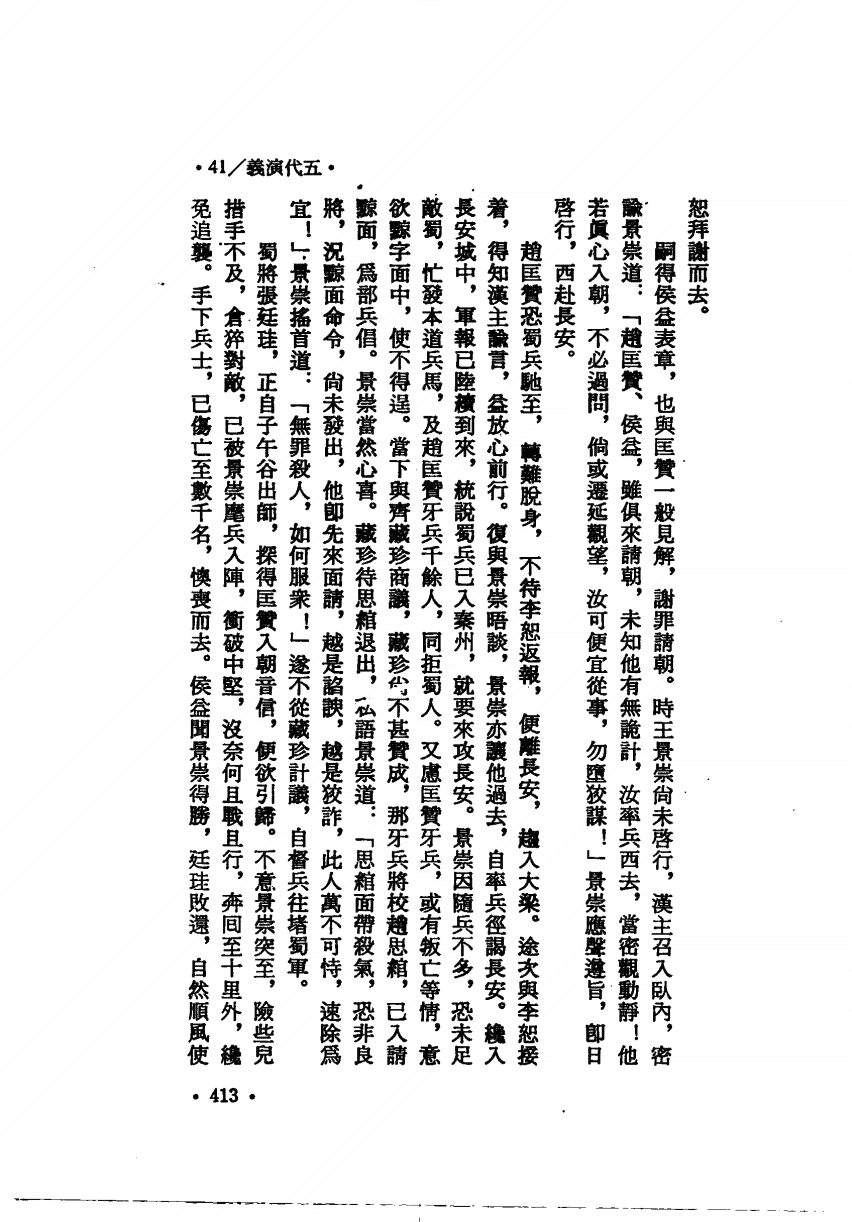 ·41／義演代五·
恕拜謝而去。
嗣得侯益表章，也與匡贊一般見解，謝罪請朝。時王景崇尙未啓行，漢主召入臥內，密
諭景崇道：「趙匡贊、侯益，雖俱來請朝，未知他有無詭計，汝率兵西去，當密觀動靜！他
若眞心入朝，不必過問，倘或遷延觀望，汝可便宜從事，勿墮狡謀！」景崇應聲遵旨，卽日
啓行，西赴長安。
趙匡贊恐蜀兵馳至，轉難脫身，不待李恕返報，便離長安，趨入大梁。途次與李恕接
着，得知漢主諭言，益放心前行。復與景崇晤談，景崇亦讓他過去，自率兵徑謁長安。纔入
長安城中，軍報已陸續到來，統說蜀兵已入秦州，就要來攻長安。景崇因隨兵不多，恐未足
敵蜀，忙發本道兵馬，及趙匡贊牙兵千餘人，同拒蜀人。又慮匡贊牙兵，或有叛亡等情，意
欲黥字面中，使不得逞。當下與齊藏珍商議，藏珍尙不甚贊成，那牙兵將校趙思綰，已入請
黥面，爲部兵倡。景崇當然心喜。藏珍待思綰退出，私語景崇道：「思綰面帶殺氣，恐非良
將，況黥面命令，尙未發出，他卽先來面請，越是諂諛，越是狡詐，此人萬不可恃，速除爲
宜！」景崇搖首道：「無罪殺人，如何服衆！」遂不從藏珍計議，自督兵往堵蜀軍。
蜀將張廷珪，正自子午谷出師，探得匡贊入朝音信，便欲引歸。不意景崇突至，險些兒
措手不及，倉猝對敵，已被景崇麾兵入陣，衝破中堅，沒奈何且戰且行，奔回至十里外，纔
免追襲。手下兵士，已傷亡至數千名，懊喪而去。侯益聞景崇得勝，廷珪敗還，自然順風使
·413·